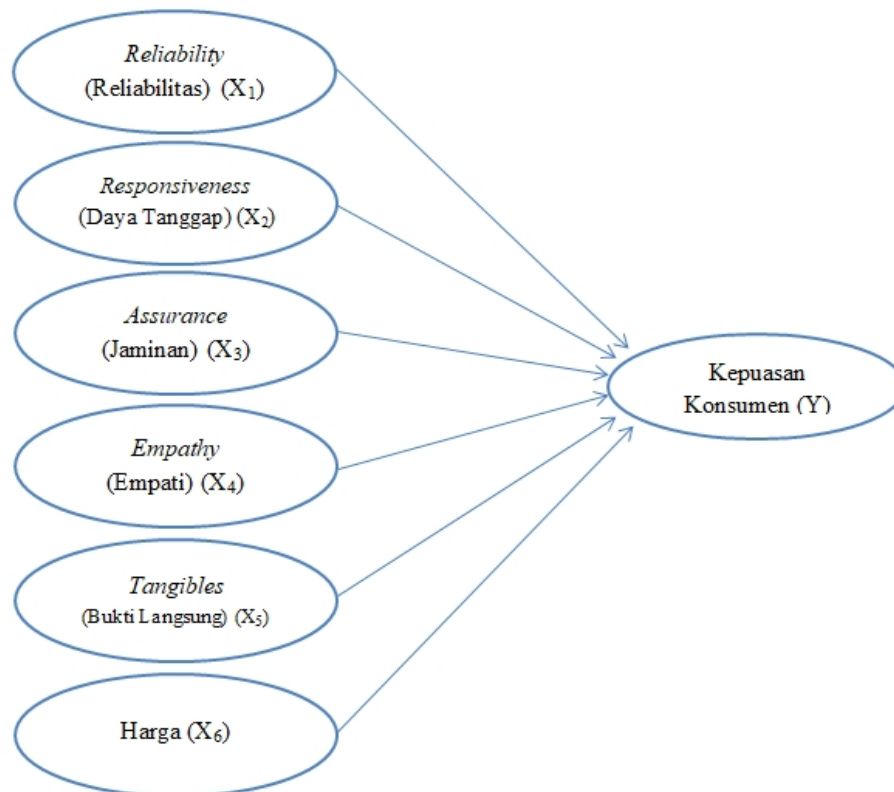 Reliability
(Reliabilitas) (X₁)
Responsiveness
(Daya Tanggap) (X₂)
Assurance
(Jaminan) (X₃)
Empathy
(Empati) (X₄)
Tangibles
(Bukti Langsung) (X₅)
Harga (X₆)
Kepuasan
Konsumen (Y)